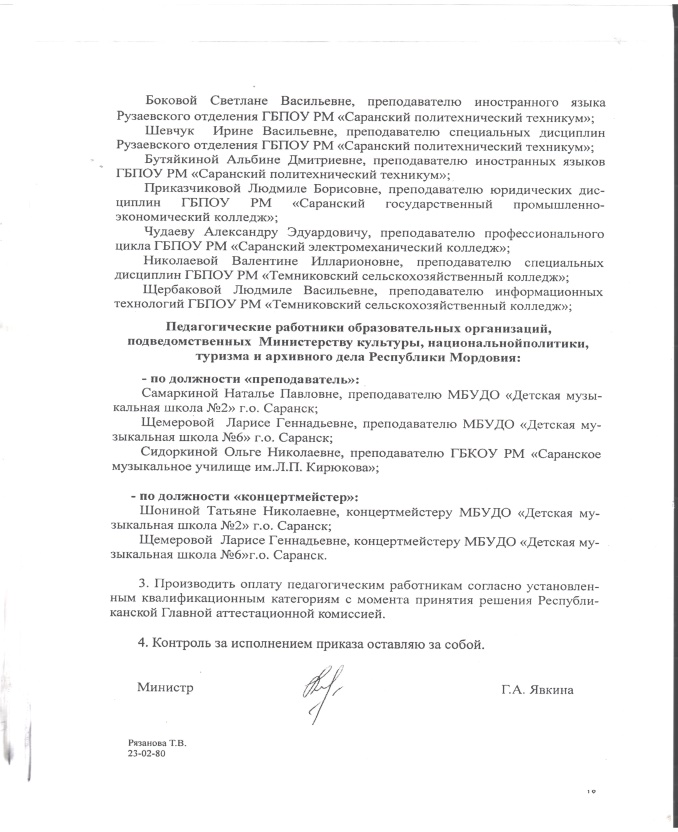 Боковой Светлане Васильевне, преподавателю иностранного языка
Рузаевского отделения ГБПОУ РМ «Саранский политехнический техникум»;
Шевчук Ирине Васильевне, преподавателю специальных дисциплин
Рузаевского отделения ГБПОУ РМ «Саранский политехнический техникум»;
Бутяйкиной Альбине Дмитриевне, преподавателю иностранных языков
ГБПОУ РМ «Саранский политехнический техникум»;
Приказчиковой Людмиле Борисовне, преподавателю юридических дис-
циплин ГБПОУ РМ «Саранский государственный промышленно-
экономический колледж»;
Чудаеву Александру Эдуардовичу, преподавателю профессионального
цикла ГБПОУ РМ «Саранский электромеханический колледж»;
Николаевой Валентине Илларионовне, преподавателю специальных
дисциплин ГБПОУ РМ «Темниковский сельскохозяйственный колледж»;
Щербаковой Людмиле Васильевне, преподавателю информационных
технологий ГБПОУ РМ «Темниковский сельскохозяйственный колледж»;
Педагогические работники образовательных организаций,
подведомственных Министерству культуры, национальнойполитики,
туризма и архивного дела Республики Мордовия:
- по должности «преподаватель»:
Самаркиной Наталье Павловне, преподавателю МБУДО «Детская музы-
кальная школа №2» г.о. Саранск;
Щемеровой Ларисе Геннадьевне, преподавателю МБУДО «Детская му-
зыкальная школа №6» г.о. Саранск;
Сидоркиной Ольге Николаевне, преподавателю ГБКОУ РМ «Саранское
музыкальное училище им.Л.П. Кирюкова»;
- по должности «концертмейстер»:
Шониной Татьяне Николаевне, концертмейстеру МБУДО «Детская му-
зыкальная школа №2» г.о. Саранск;
Щемеровой Ларисе Геннадьевне, концертмейстеру МБУДО «Детская му-
зыкальная школа №6»г.о. Саранск.
3. Производить оплату педагогическим работникам согласно установлен-
ным квалификационным категориям с момента принятия решения Республи-
канской Главной аттестационной комиссией.
4. Контроль за исполнением приказа оставляю за собой.
Министр Г.А. Явкина
Рязанова Т.В.
23-02-80